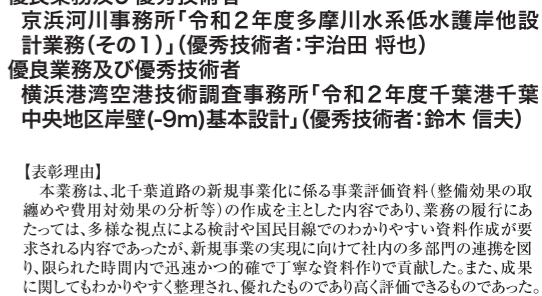 優良業務及び優秀技術者
京浜河川事務所「令和２年度多摩川水系低水護岸他設
計業務（その１）」（優秀技術者：宇治田 将也）
優良業務及び優秀技術者
横浜港湾空港技術調査事務所「令和２年度千葉港千葉
中央地区岸壁(-9m)基本設計」（優秀技術者：鈴木 信夫）
【表彰理由】
本業務は、北千葉道路の新規事業化に係る事業評価資料（整備効果の取
纏めや費用対効果の分析等）の作成を主とした内容であり、業務の履行にあ
たっては、多様な視点による検討や国民目線でのわかりやすい資料作成が要
求される内容であったが、新規事業の実現に向けて社内の多部門の連携を図
り、限られた時間内で迅速かつ的確で丁寧な資料作りで貢献した。また、成果
に関してもわかりやすく整理され、優れたものであり高く評価できるものであった。